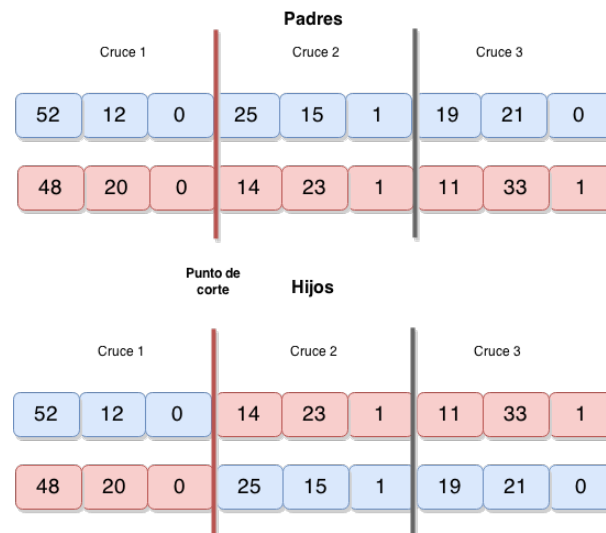 Padres
Cruce 1 Cruce 2 Cruce 3
52 12 0 25 15 1 19 21 0
48 20 0 14 23 1 11 33 1
Punto de
corte
Hijos
Cruce 1 Cruce 2 Cruce 3
52 12 0 14 23 1 11 33 1
48 20 0 25 15 1 19 21 0